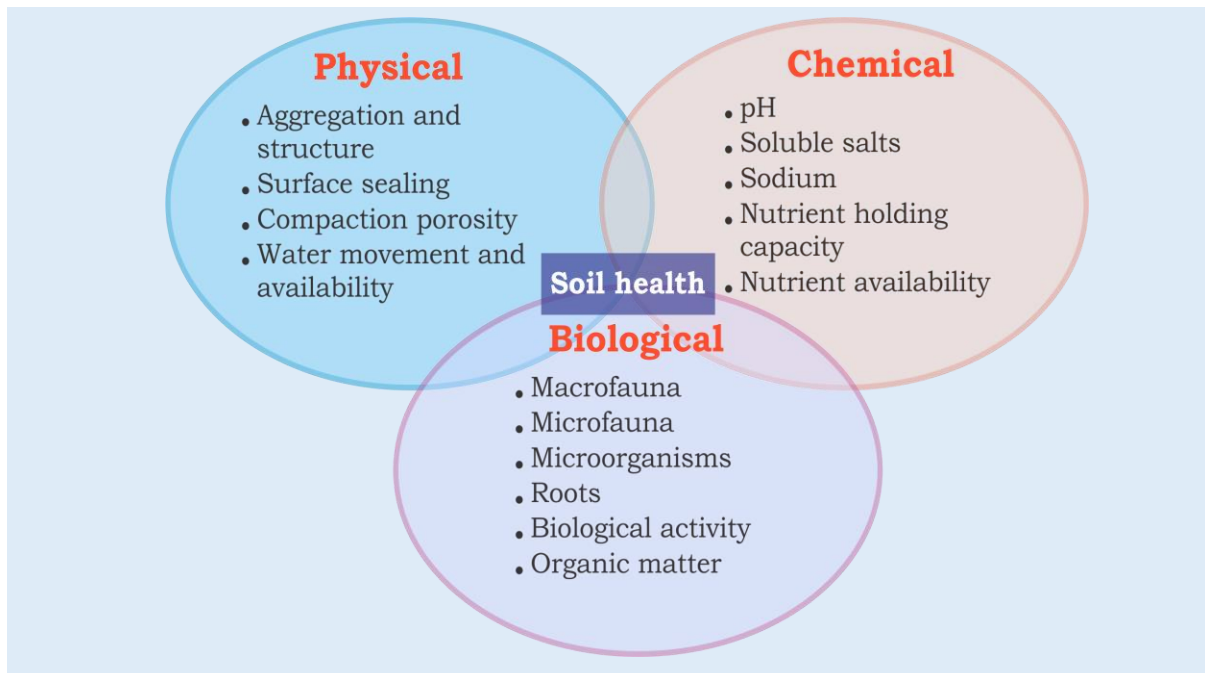 Physical
• Aggregation and
structure
• Surface sealing
• Compaction porosity
• Water movement and
availability
Chemical
• pH
• Soluble salts
• Sodium
• Nutrient holding
capacity
• Nutrient availability
Soil health
Biological
• Macrofauna
• Microfauna
• Microorganisms
• Roots
• Biological activity
• Organic matter